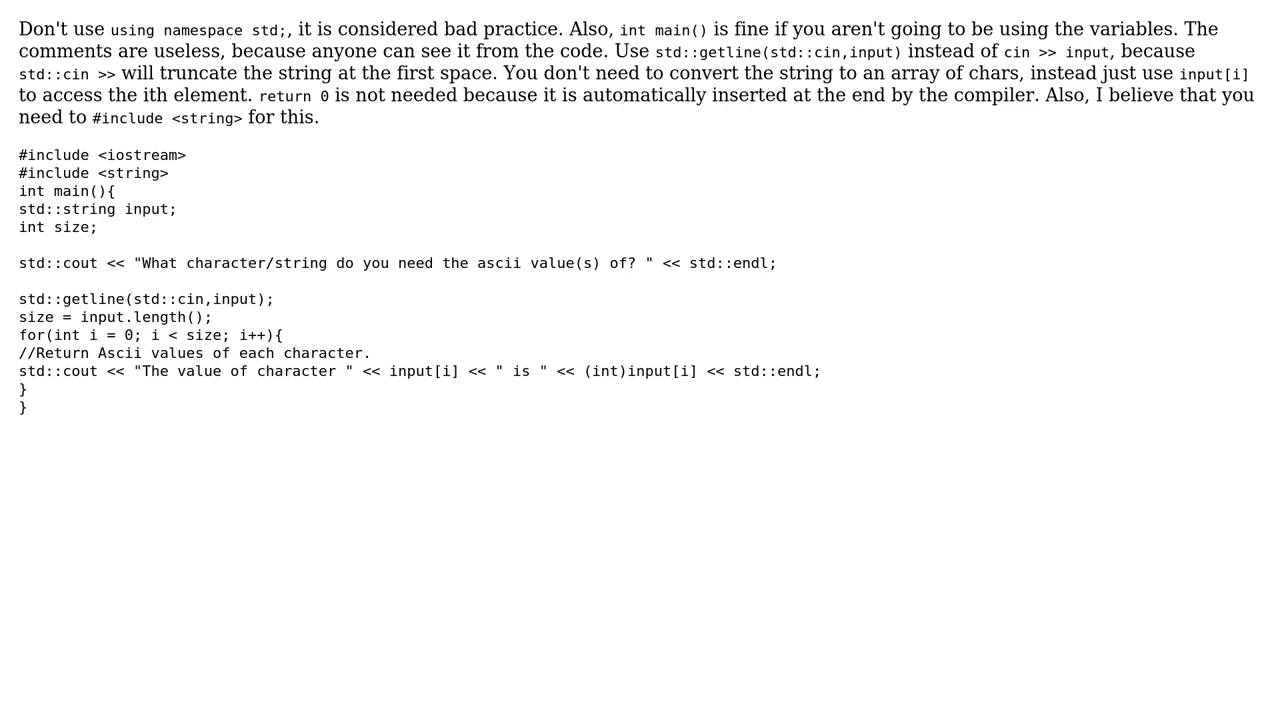 Don't use using namespace std;, it is considered bad practice. Also, int main() is fine if you aren't going to be using the variables. The
comments are useless, because anyone can see it from the code. Use std::getline(std::cin,input) instead of cin >> input, because
std::cin >> will truncate the string at the first space. You don't need to convert the string to an array of chars, instead just use input[i]
to access the ith element. return 0 is not needed because it is automatically inserted at the end by the compiler. Also, I believe that you
need to #include <string> for this.
#include <iostream>
#include <string>
int main(){
std::string input;
int size;
std::cout << "What character/string do you need the ascii value(s) of? " << std::endl;
std::getline(std::cin,input);
size = input.length();
for(int i = 0; i < size; i++){
//Return Ascii values of each character.
std::cout << "The value of character " << input[i] << " is " << (int)input[i] << std::endl;
}
}